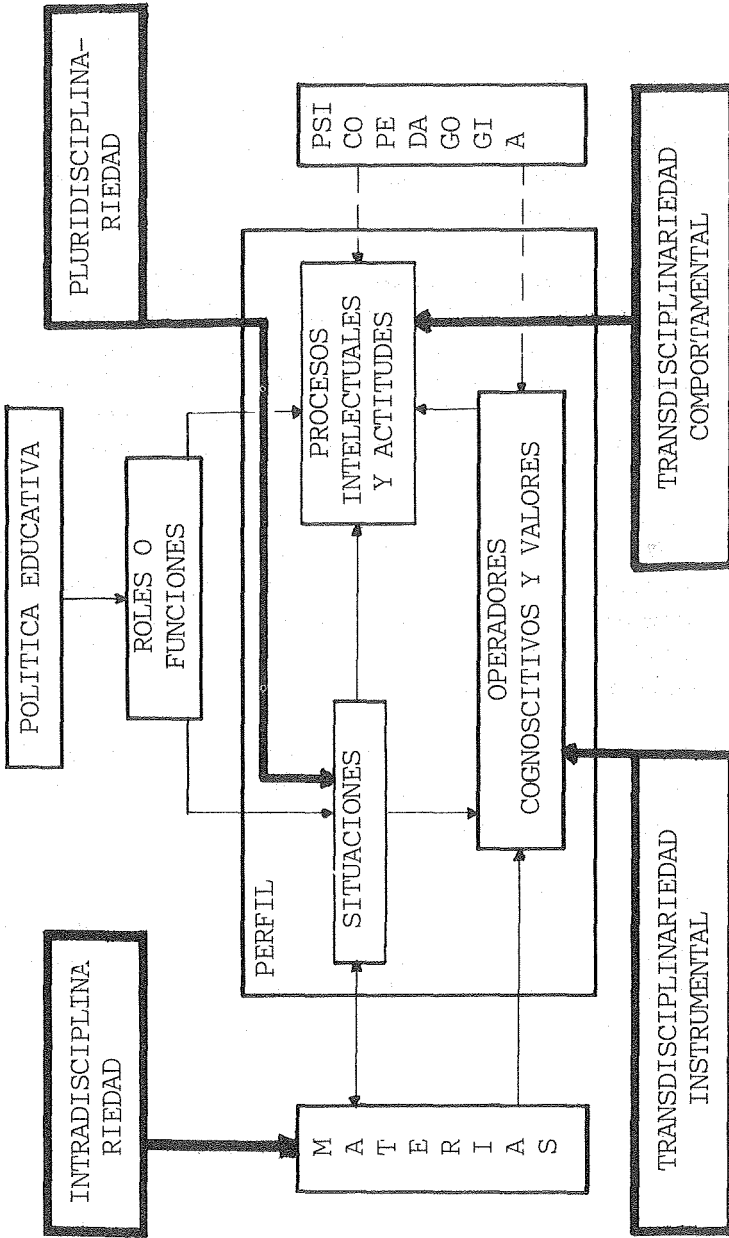 POLITICA EDUCATIVA
INTRADISCIPLINA
RIEDAD
ROLES O
FUNCIONES
PLURIDISCIPLINA-
RIEDAD
PERFIL
M
A
T
E
R
I
A
S
SITUACIONES
PROCESOS
INTELECTUALES
Y ACTITUDES
PSI
CO
PE
DA
GO
GI
A
OPERADORES
COGNOSCITIVOS Y VALORES
TRANSDISCIPLINARIEDAD
INSTRUMENTAL
TRANSDISCIPLINARIEDAD
COMPORTAMENTAL